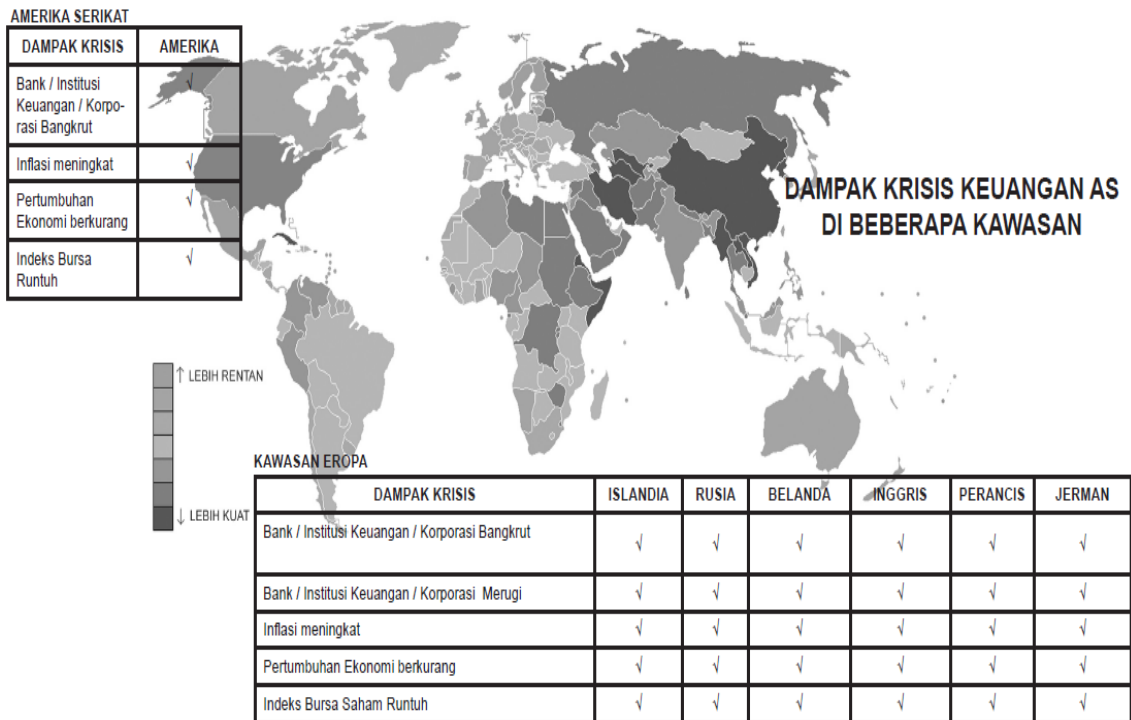 AMERIKA SERIKAT
DAMPAK KRISIS AMERIKA
Bank / Institusi
Keuangan / Korpo-
rasi Bangkrut
√
Inflasi meningkat √
Pertumbuhan
Ekonomi berkurang
√
Indeks Bursa
Runtuh
√
DAMPAK KRISIS KEUANGAN AS
DI BEBERAPA KAWASAN
↑ LEBIH RENTAN
↓ LEBIH KUAT
KAWASAN EROPA
DAMPAK KRISIS ISLANDIA RUSIA BELANDA INGGRIS PERANCIS JERMAN
Bank / Institusi Keuangan / Korporasi Bangkrut √ √ √ √ √ √
Bank / Institusi Keuangan / Korporasi Merugi √ √ √ √ √ √
Inflasi meningkat √ √ √ √ √ √
Pertumbuhan Ekonomi berkurang √ √ √ √ √ √
Indeks Bursa Saham Runtuh √ √ √ √ √ √